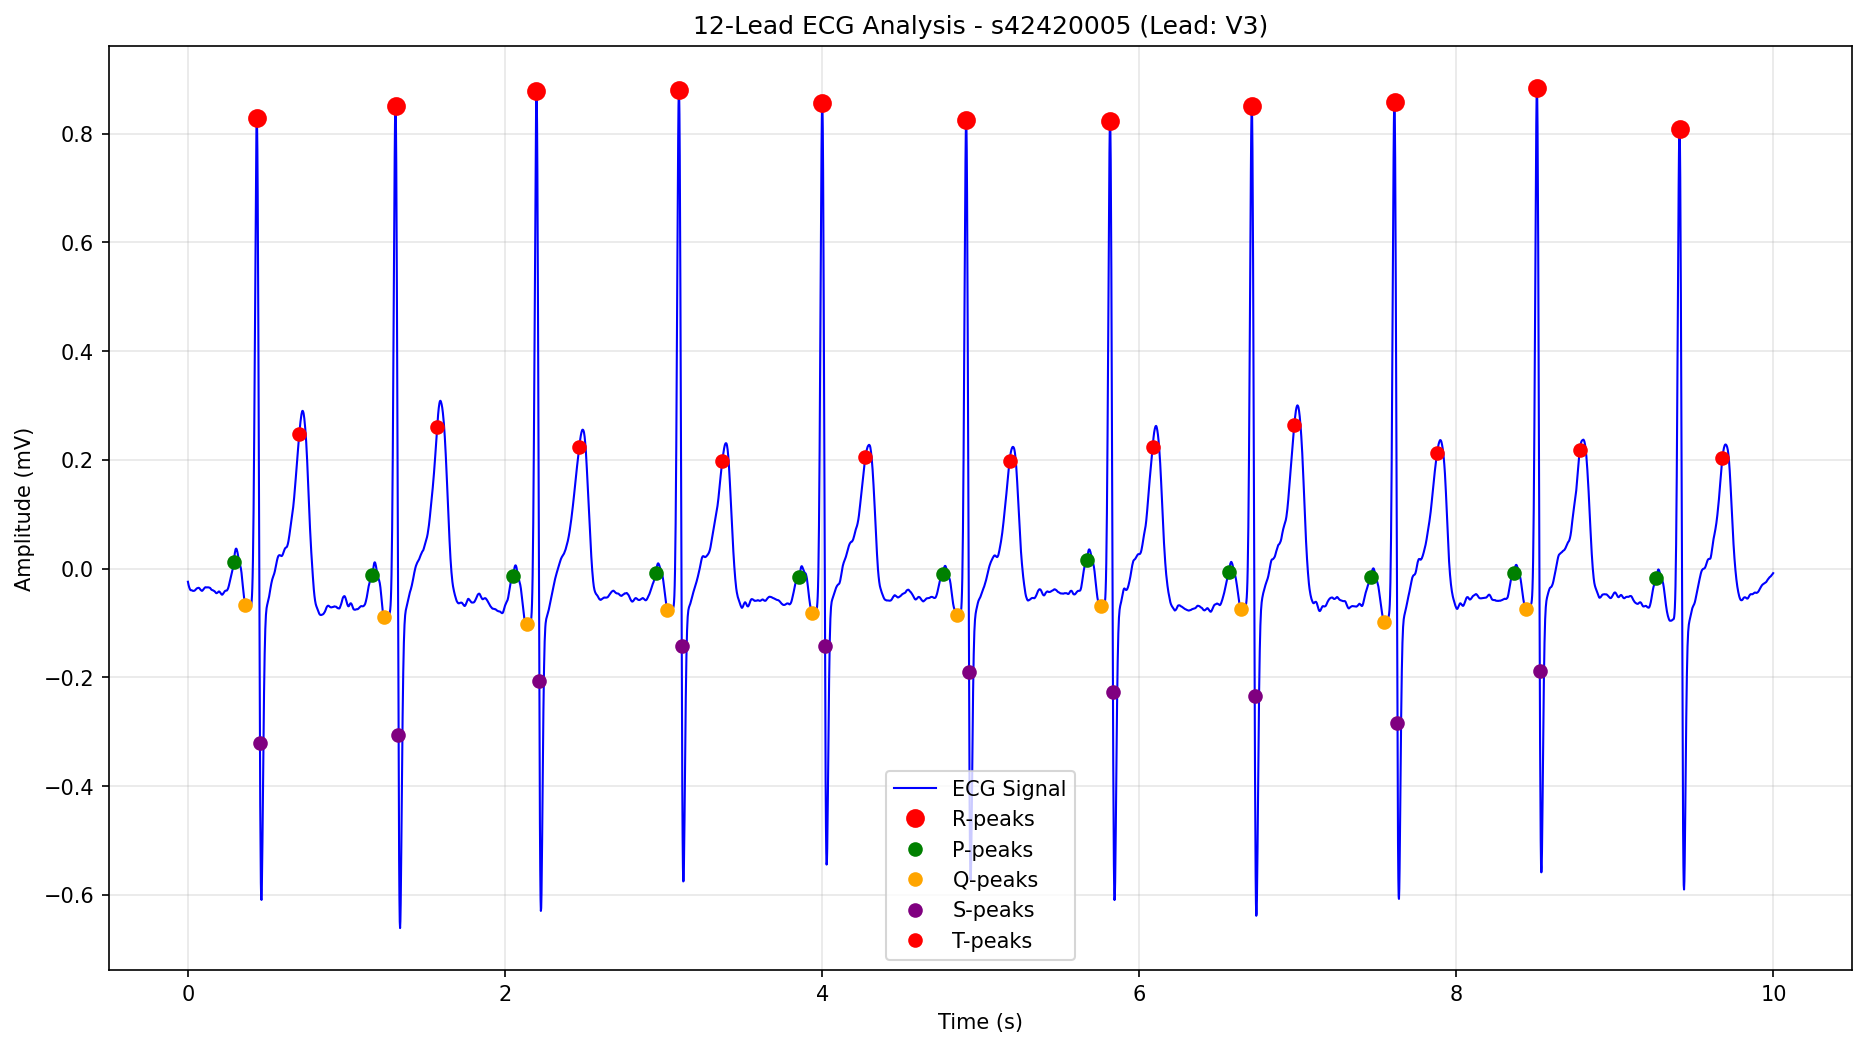 12-Lead ECG Analysis - s42420005 (Lead: V3)
Amplitude (mV)
0.8
0.6
0.4
0.2
0.0
−0.2
−0.4
−0.6
ECG Signal
R-peaks
P-peaks
Q-peaks
S-peaks
T-peaks
0 2 4 6 8 10
Time (s)